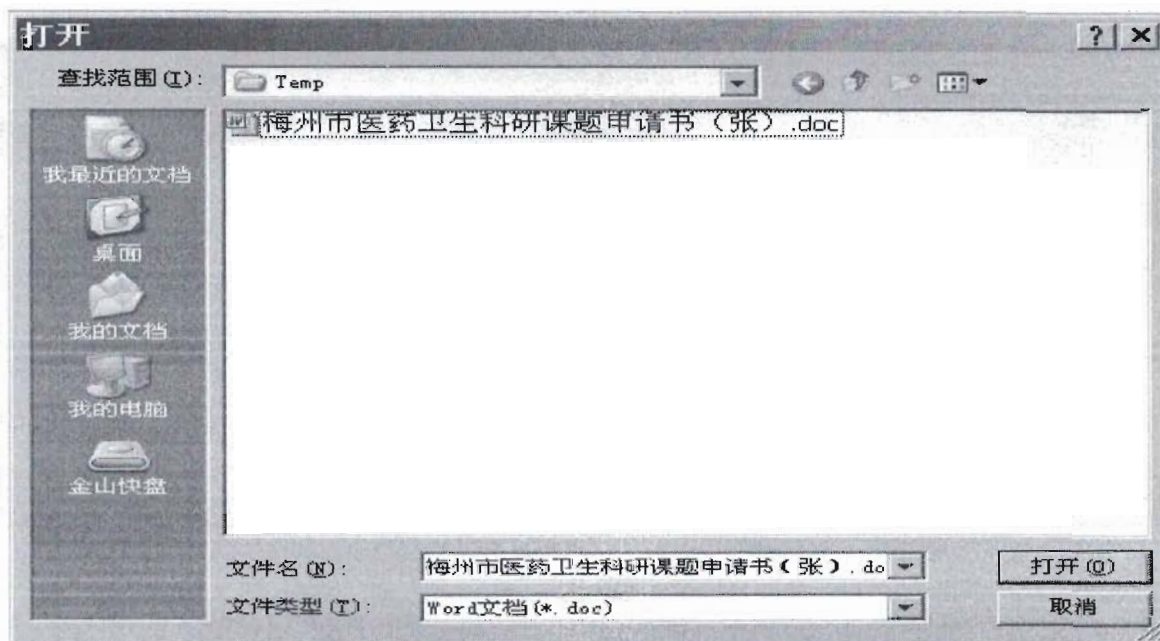 打开
查找范围(I):
Temp
梅州市医药卫生科研课题申请书（张）.doc
我最近的文档
桌面
我的文档
我的电脑
金山快盘
文件名(N):
梅州市医药卫生科研课题申请书（张）.do
打开(O)
文件类型(T):
Word文档(*.doc)
取消